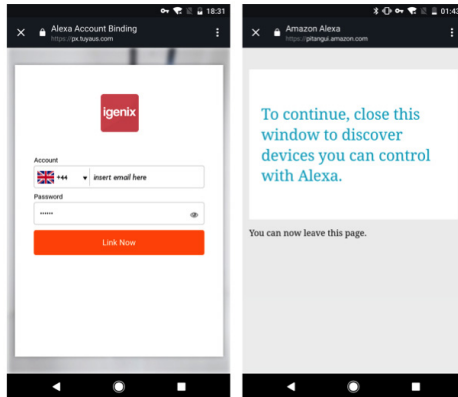 18:31
Alexa Account Binding
https://px.tuyaus.com
igenix
Account
+44
insert email here
Password
Link Now
01:43
Amazon Alexa
https://pitangui.amazon.com
To continue, close this
window to discover
devices you can control
with Alexa.
You can now leave this page.